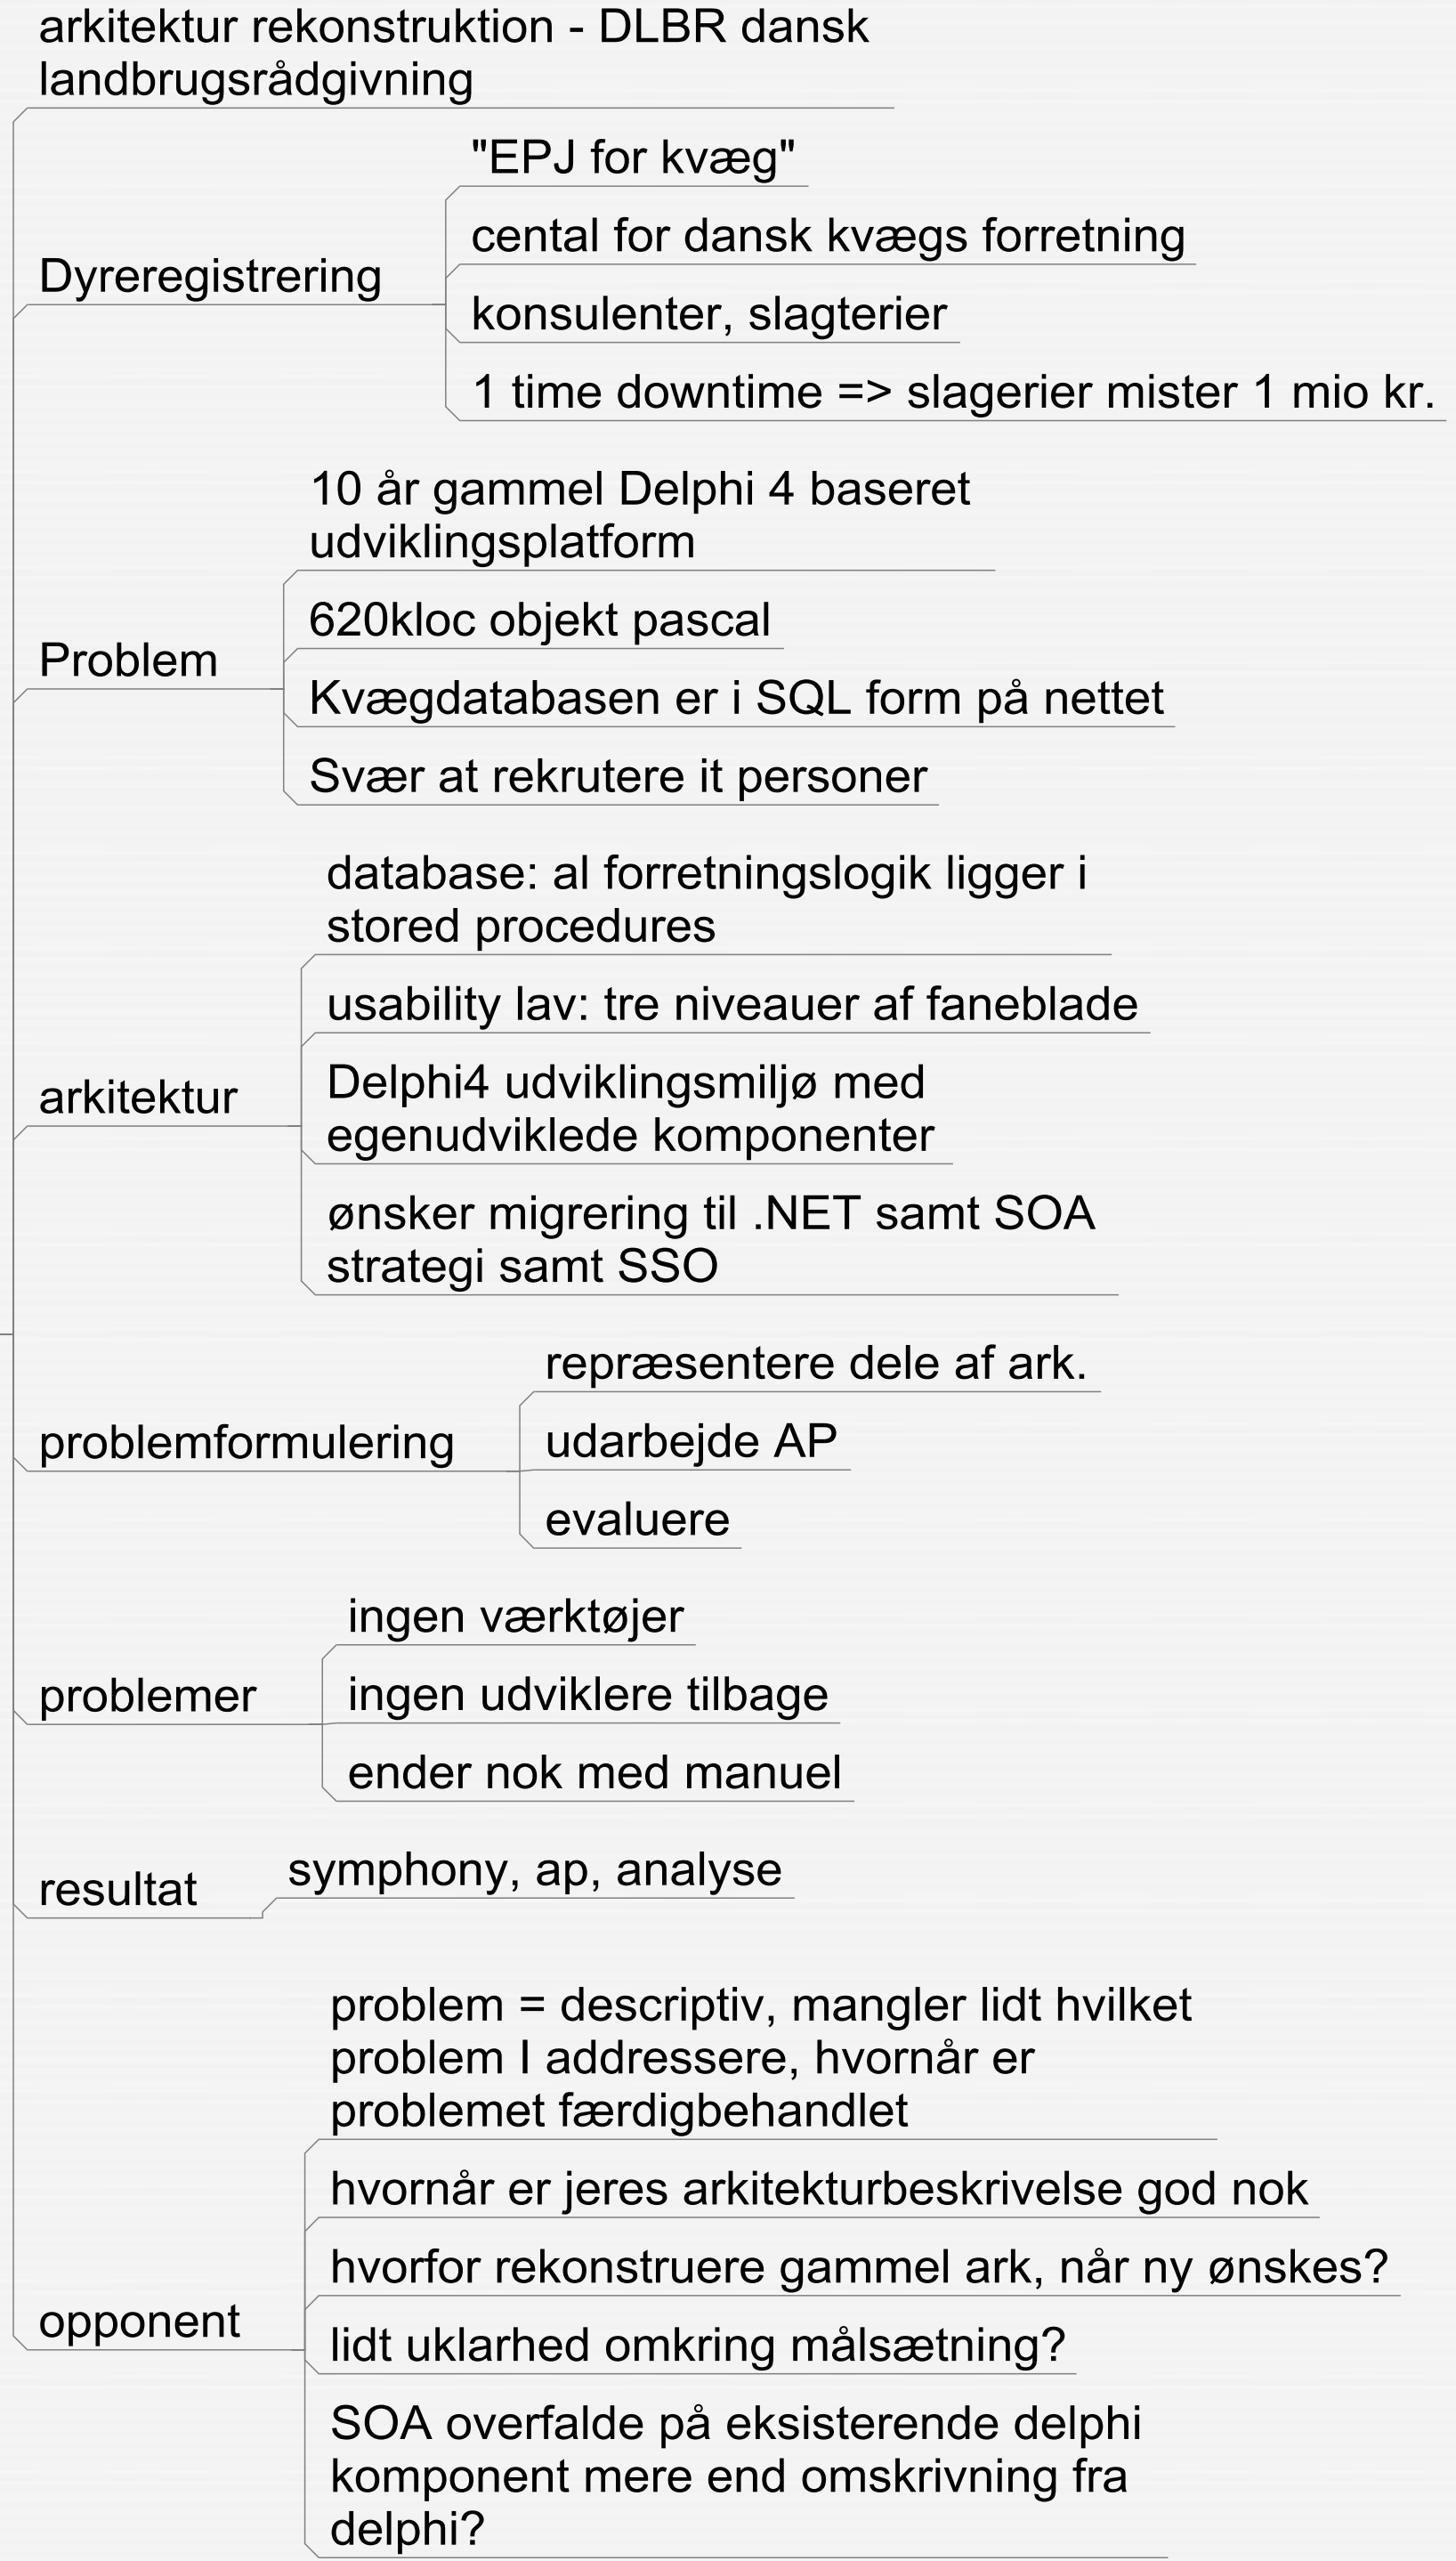 arkitektur rekonstruktion - DLBR dansk
landbrugsrådgivning
Dyreregistrering
"EPJ for kvæg"
cental for dansk kvægs forretning
konsulenter, slagterier
1 time downtime => slagerier mister 1 mio kr.
Problem
10 år gammel Delphi 4 baseret
udviklingsplatform
620kloc objekt pascal
Kvægdatabasen er i SQL form på nettet
Svær at rekrutere it personer
arkitektur
database: al forretningslogik ligger i
stored procedures
usability lav: tre niveauer af faneblade
Delphi4 udviklingsmiljø med
egenudviklede komponenter
ønsker migrering til .NET samt SOA
strategi samt SSO
problemformulering
repræsentere dele af ark.
udarbejde AP
evaluere
problemer
ingen værktøjer
ingen udviklere tilbage
ender nok med manuel
resultat
symphony, ap, analyse
opponent
problem = descriptiv, mangler lidt hvilket
problem I addressere, hvornår er
problemet færdigbehandlet
hvornår er jeres arkitekturbeskrivelse god nok
hvorfor rekonstruere gammel ark, når ny ønskes?
lidt uklarhed omkring målsætning?
SOA overfalde på eksisterende delphi
komponent mere end omskrivning fra
delphi?